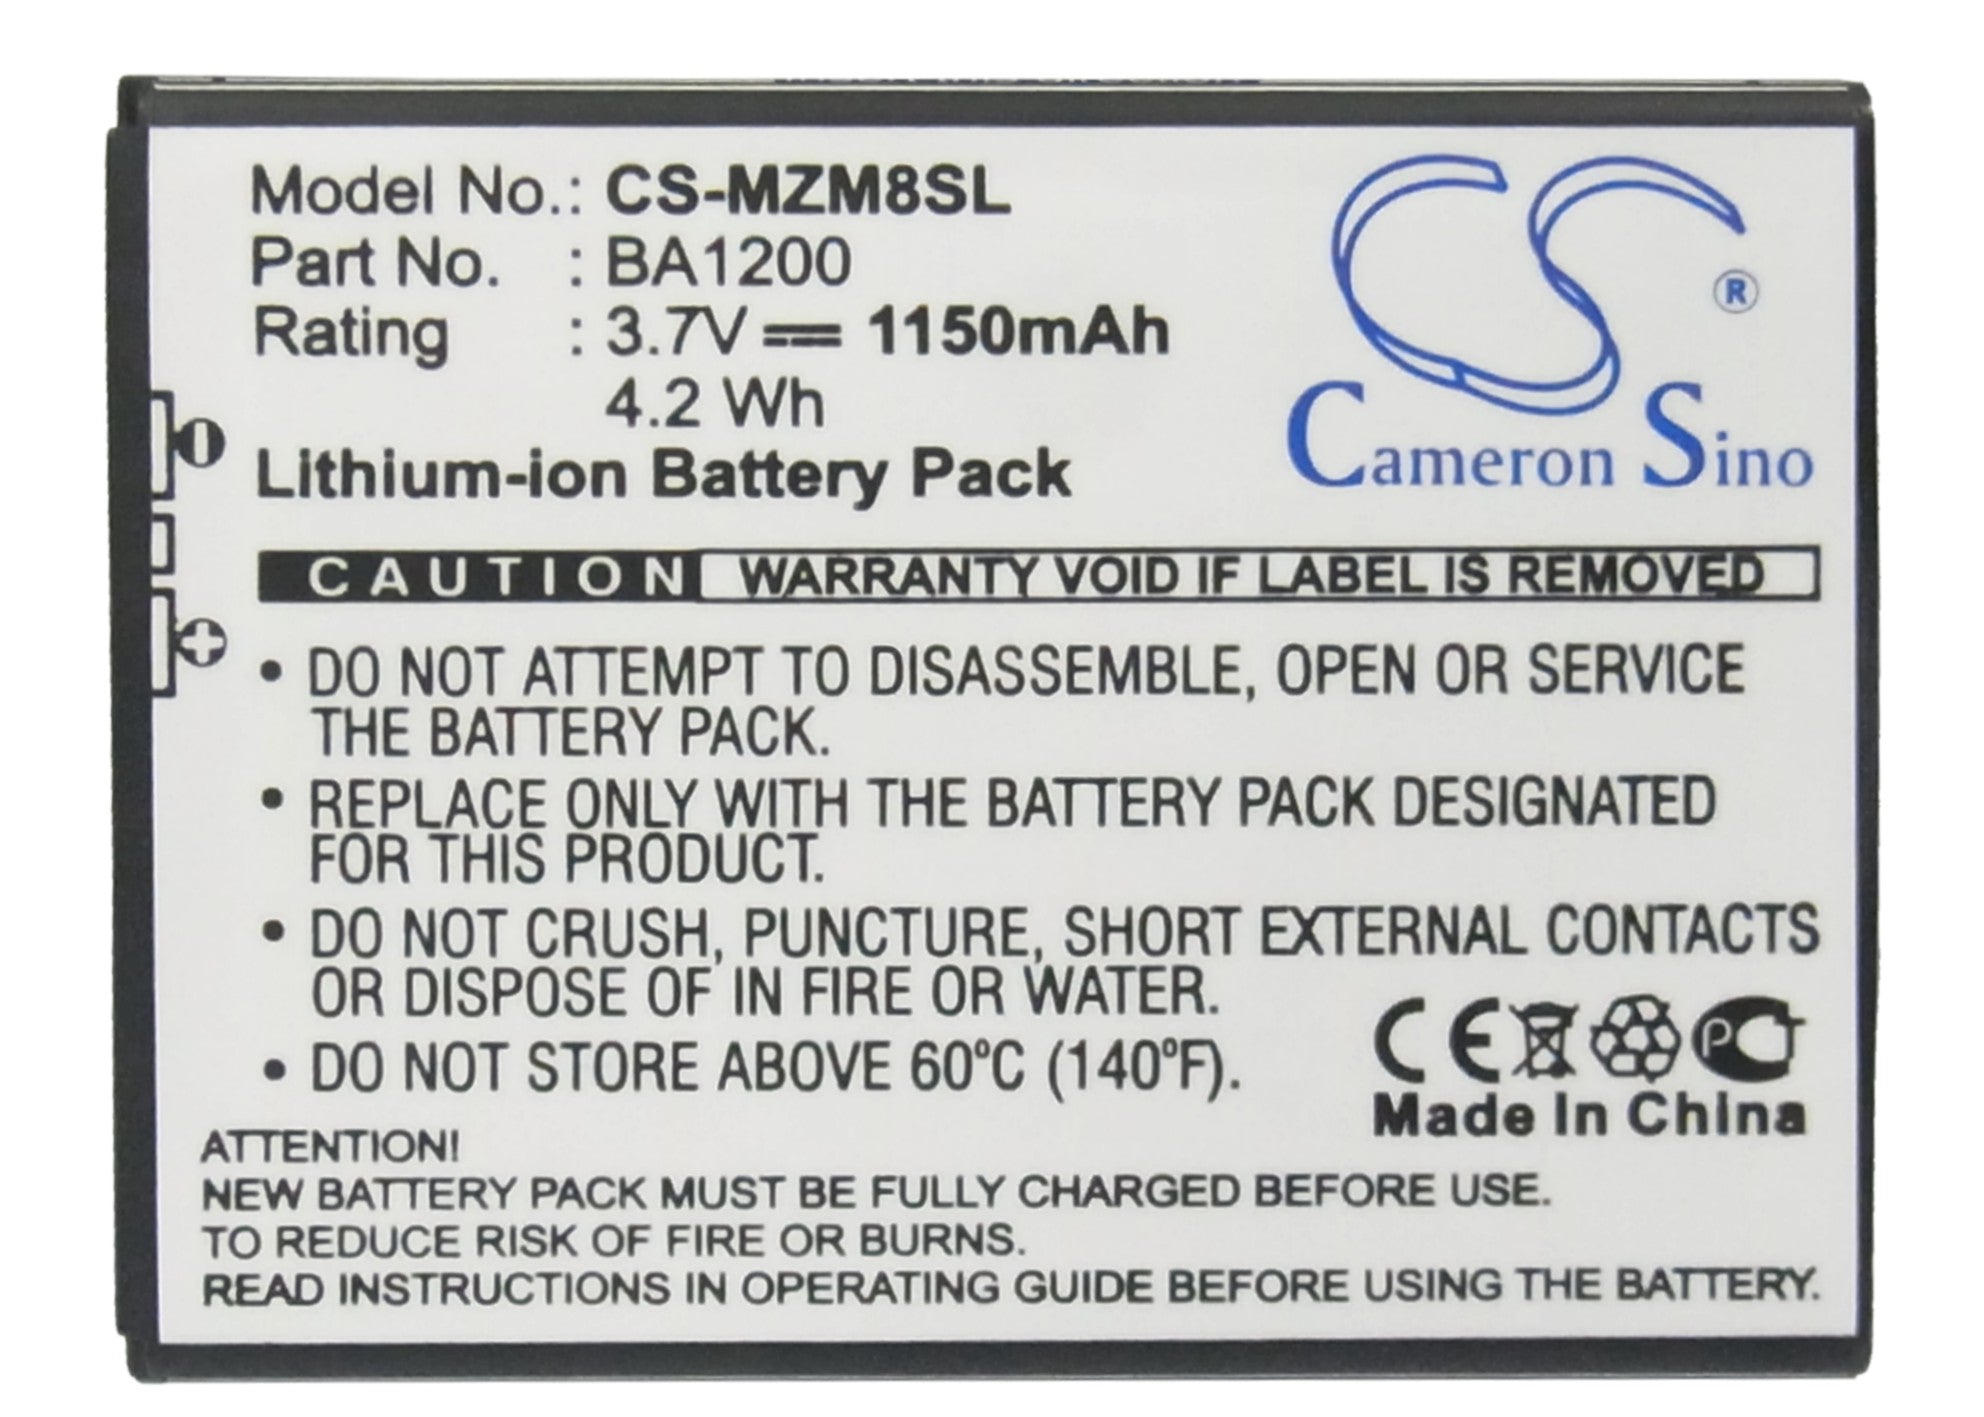 Model No.: CS-MZM8SL
Part No. : BA1200
Rating : 3.7V 1150mAh
4.2 Wh
Lithium-ion Battery Pack
CS
®
Cameron Sino
CAUTION WARRANTY VOID IF LABEL IS REMOVED
• DO NOT ATTEMPT TO DISASSEMBLE, OPEN OR SERVICE
THE BATTERY PACK.
• REPLACE ONLY WITH THE BATTERY PACK DESIGNATED
FOR THIS PRODUCT.
• DO NOT CRUSH, PUNCTURE, SHORT EXTERNAL CONTACTS
OR DISPOSE OF IN FIRE OR WATER.
• DO NOT STORE ABOVE 60ºC (140ºF).
CE PCT
Made In China
ATTENTION!
NEW BATTERY PACK MUST BE FULLY CHARGED BEFORE USE.
TO REDUCE RISK OF FIRE OR BURNS.
READ INSTRUCTIONS IN OPERATING GUIDE BEFORE USING THE BATTERY.